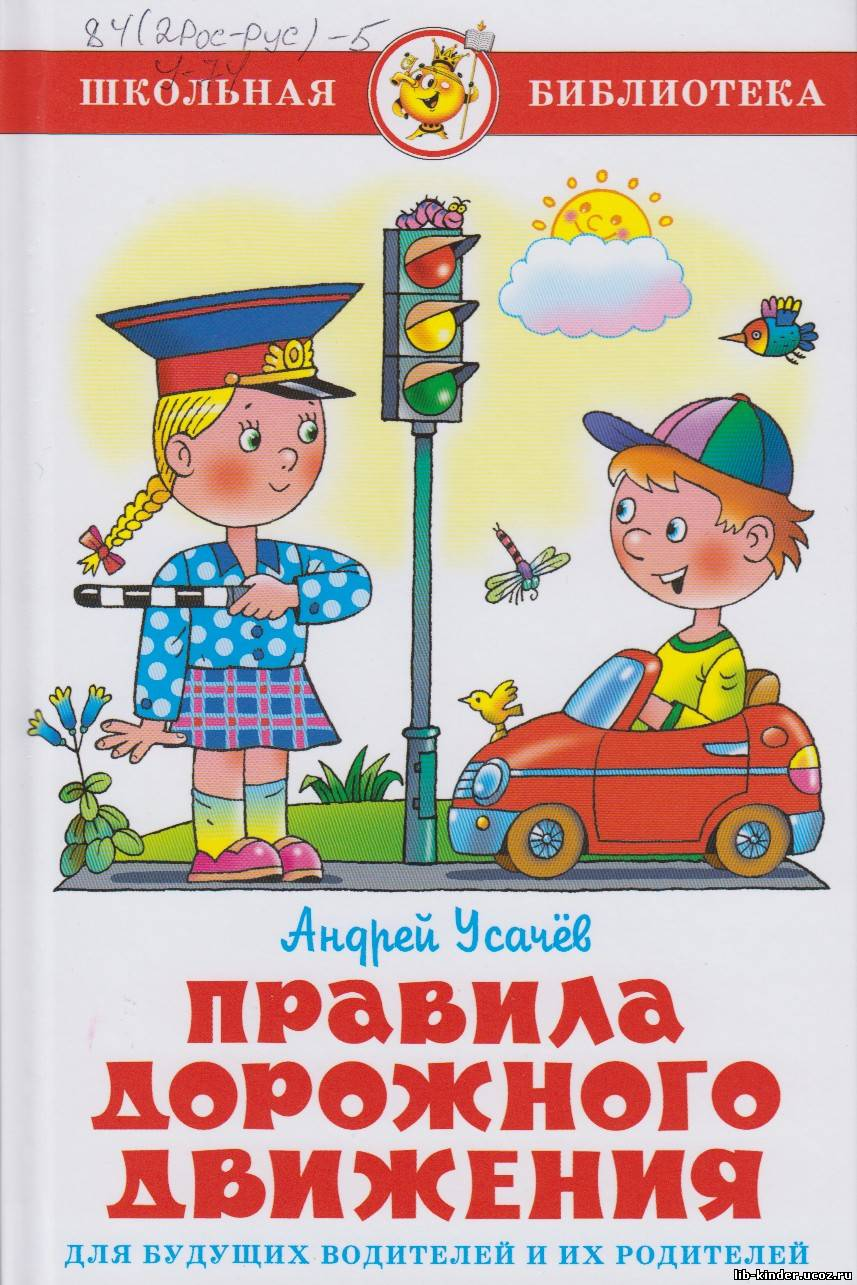 84(2Рос-Рус)-5
У-74
ШКОЛЬНАЯ БИБЛИОТЕКА
Андрей Усачёв
ПРАВИЛА
ДОРОЖНОГО
ДВИЖЕНИЯ
ДЛЯ БУДУЩИХ ВОДИТЕЛЕЙ И ИХ РОДИТЕЛЕЙ
lib-kinder.ucoz.ru